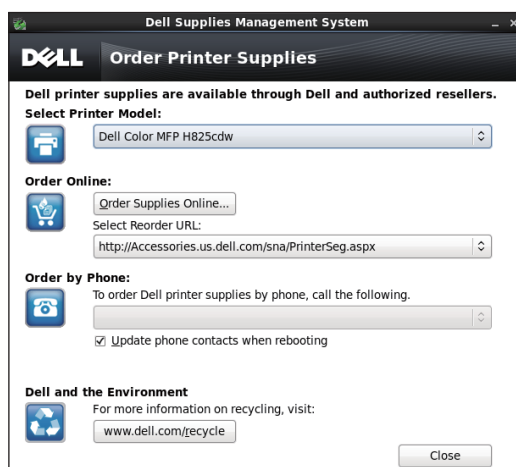 Dell Supplies Management System
DELL Order Printer Supplies
Dell printer supplies are available through Dell and authorized resellers.
Select Printer Model:
Dell Color MFP H825cdw
Order Online:
Order Supplies Online...
Select Reorder URL:
http://Accessories.us.dell.com/sna/PrinterSeg.aspx
Order by Phone:
To order Dell printer supplies by phone, call the following.
Update phone contacts when rebooting
Dell and the Environment
For more information on recycling, visit:
www.dell.com/recycle
Close